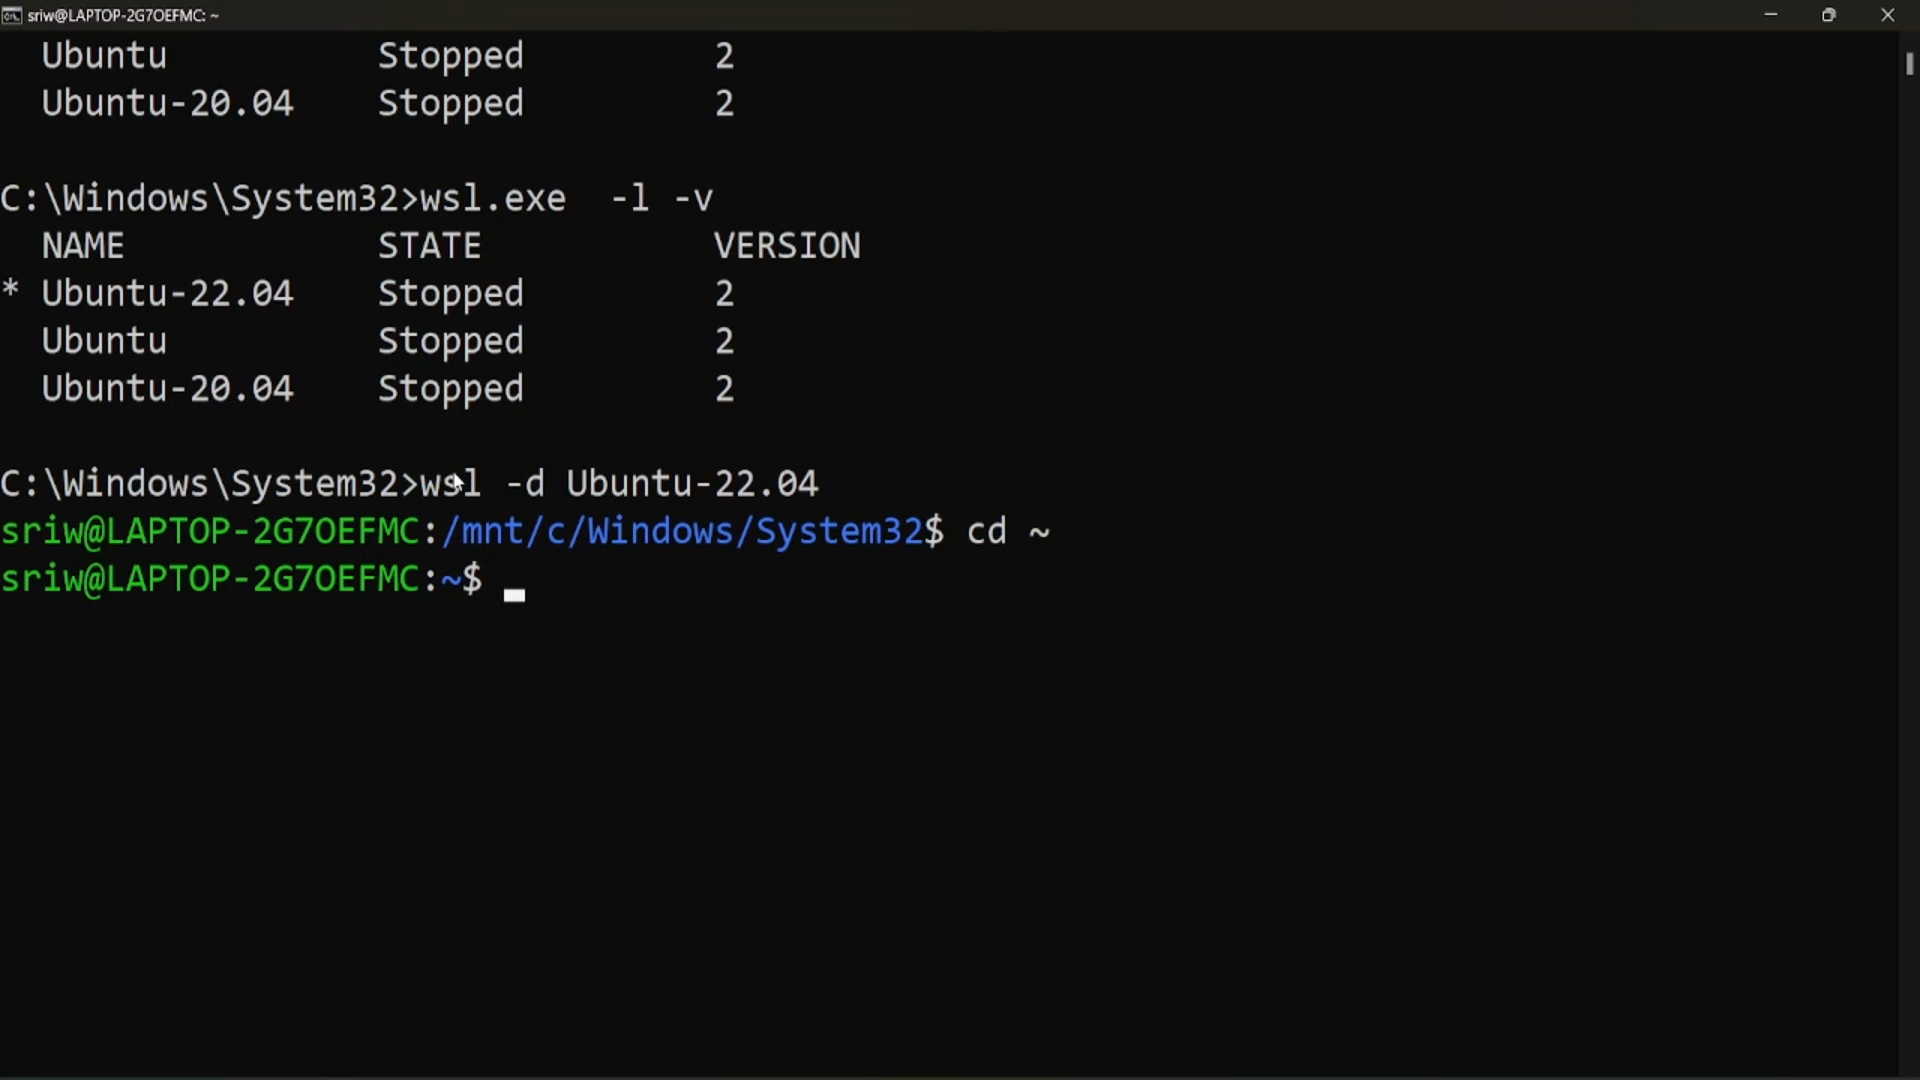 sriw@LAPTOP-2G7OEFMC: ~
Ubuntu Stopped 2
Ubuntu-20.04 Stopped 2
C:\Windows\System32>wsl.exe -l -v
NAME STATE VERSION
* Ubuntu-22.04 Stopped 2
Ubuntu Stopped 2
Ubuntu-20.04 Stopped 2
C:\Windows\System32>wsl -d Ubuntu-22.04
sriw@LAPTOP-2G7OEFMC:/mnt/c/Windows/System32$ cd ~
sriw@LAPTOP-2G7OEFMC:~$